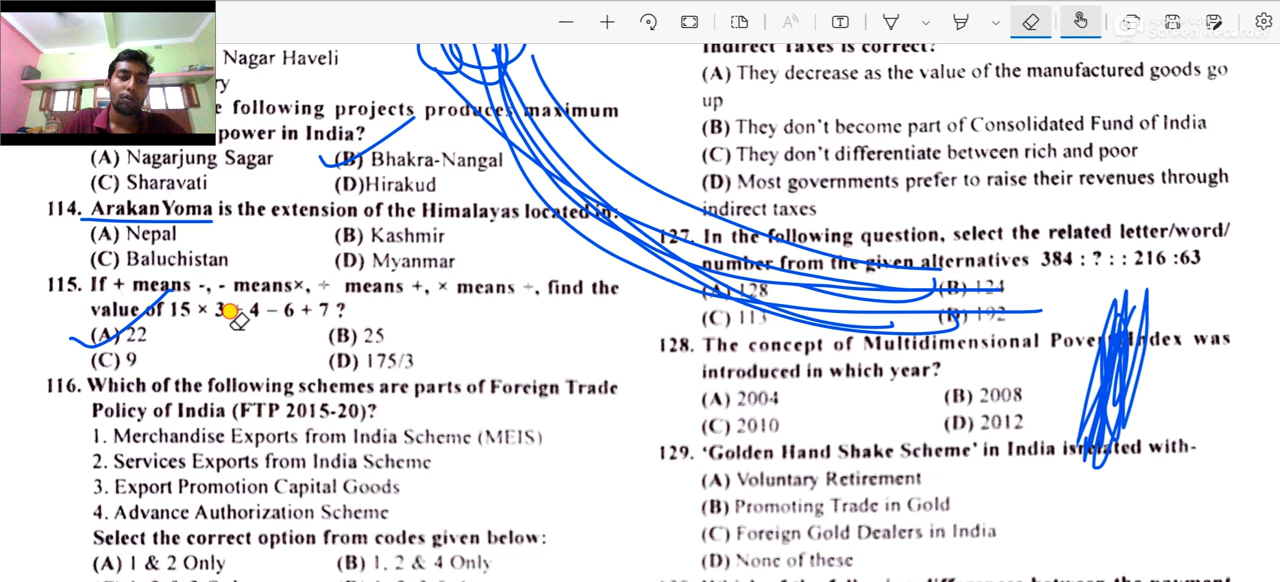 Nagar Haveli
following projects produces maximum
power in India?
(A) Nagarjung Sagar (B) Bhakra-Nangal
(C) Sharavati (D)Hirakud
114. Arakan Yoma is the extension of the Himalayas located in:
(A) Nepal (B) Kashmir
(C) Baluchistan (D) Myanmar
115. If + means -, - means×, ÷ means +, × means ÷, find the
value of 15 × 3 ÷ 4 – 6 + 7 ?
(A) 22 (B) 25
(C) 9 (D) 175/3
116. Which of the following schemes are parts of Foreign Trade
Policy of India (FTP 2015-20)?
1. Merchandise Exports from India Scheme (MEIS)
2. Services Exports from India Scheme
3. Export Promotion Capital Goods
4. Advance Authorization Scheme
Select the correct option from codes given below:
(A) 1 & 2 Only (B) 1, 2 & 4 Only
Indirect Taxes is correct?
(A) They decrease as the value of the manufactured goods go
up
(B) They don't become part of Consolidated Fund of India
(C) They don't differentiate between rich and poor
(D) Most governments prefer to raise their revenues through
indirect taxes
127. In the following question, select the related letter/word/
number from the given alternatives 384 : ? : : 216 :63
(A) 128 (B) 124
(C) 113 (D) 192
128. The concept of Multidimensional Poverty Index was
introduced in which year?
(A) 2004 (B) 2008
(C) 2010 (D) 2012
129. 'Golden Hand Shake Scheme' in India is related with-
(A) Voluntary Retirement
(B) Promoting Trade in Gold
(C) Foreign Gold Dealers in India
(D) None of these
Screen Recorder